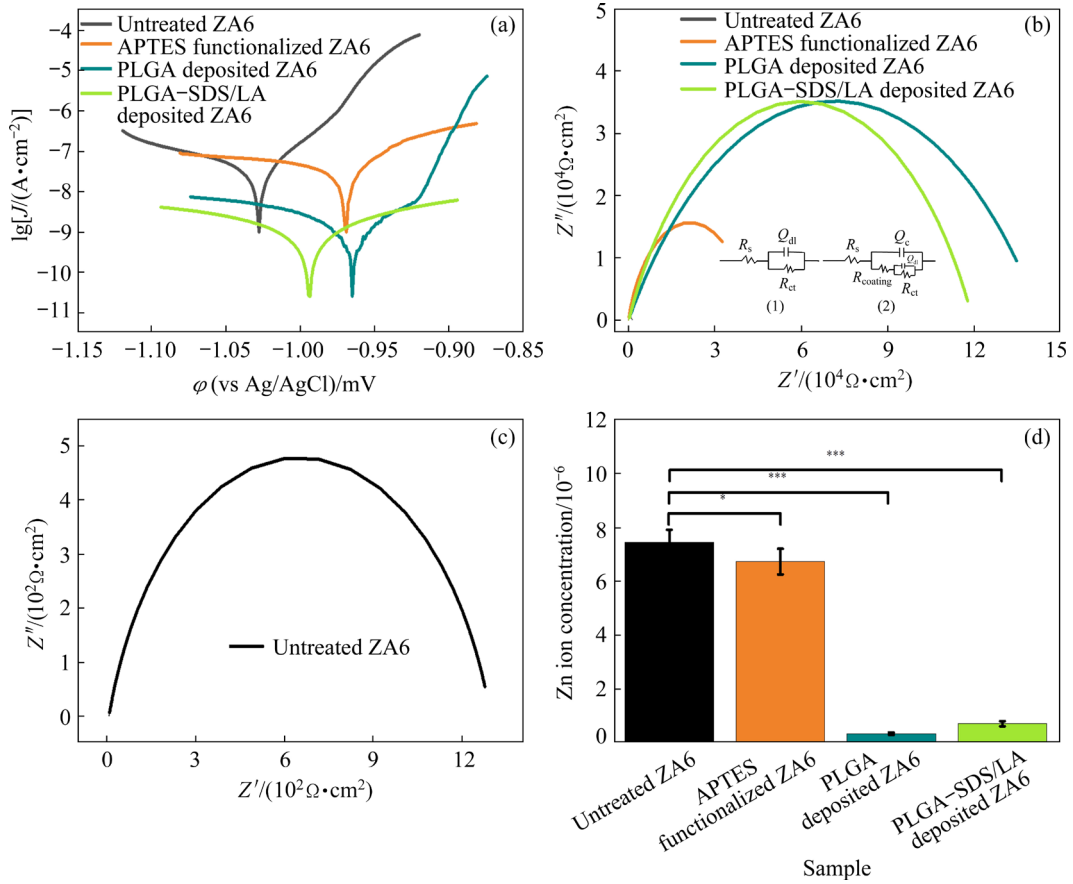 (a)
Untreated ZA6
APTES functionalized ZA6
PLGA deposited ZA6
PLGA−SDS/LA
deposited ZA6
lg[J/(A•cm⁻²)]
−4
−5
−6
−7
−8
−9
−10
−11
−1.15 −1.10 −1.05 −1.00 −0.95 −0.90 −0.85
φ (vs Ag/AgCl)/mV
(b)
Untreated ZA6
APTES functionalized ZA6
PLGA deposited ZA6
PLGA−SDS/LA deposited ZA6
Z″/(10⁴Ω•cm²)
5
4
3
2
1
0
Rs Qdl Rct
(1)
Rs Qc Rcoating Qdl Rct
(2)
0 3 6 9 12 15
Z′/(10⁴Ω•cm²)
(c)
Z″/(10²Ω•cm²)
5
4
3
2
1
0
Untreated ZA6
0 3 6 9 12
Z′/(10²Ω•cm²)
(d)
Zn ion concentration/10⁻⁶
12
10
8
6
4
2
0
***
***
*
Untreated ZA6
APTES
functionalized ZA6
PLGA
deposited ZA6
PLGA−SDS/LA
deposited ZA6
Sample